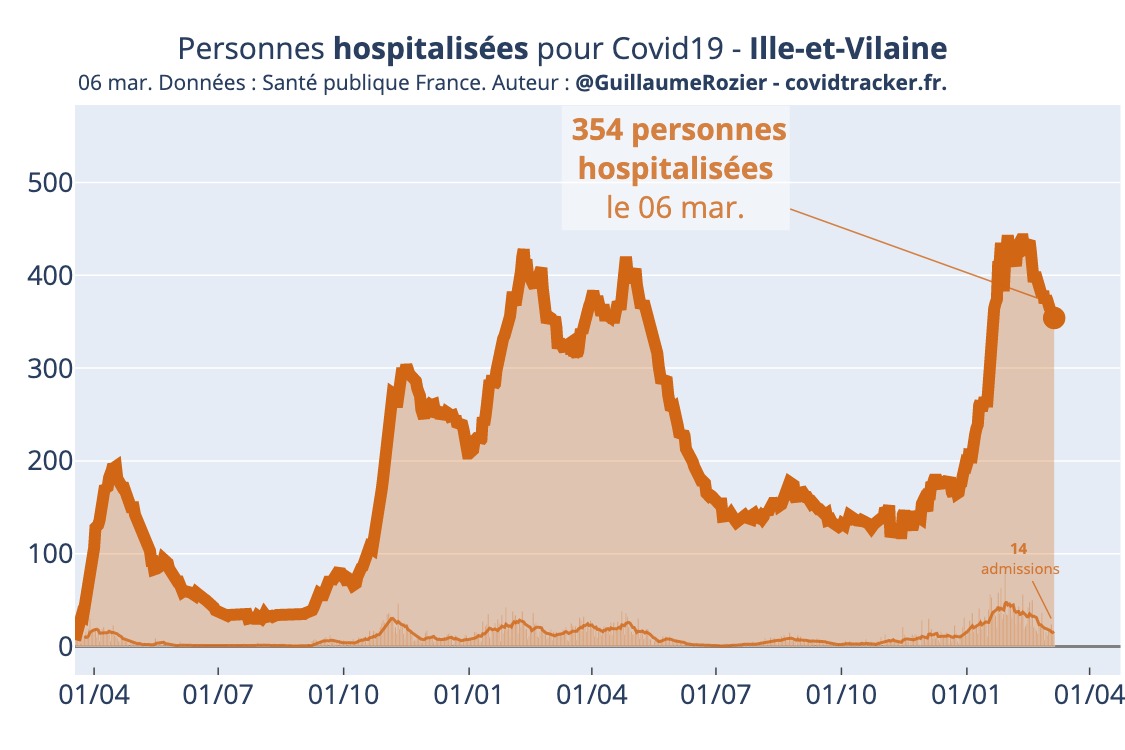 Personnes hospitalisées pour Covid19 - Ille-et-Vilaine
06 mar. Données : Santé publique France. Auteur : @GuillaumeRozier - covidtracker.fr.
354 personnes
hospitalisées
le 06 mar.
500
400
300
200
100
0
14
admissions
01/04
01/07
01/10
01/01
01/04
01/07
01/10
01/01
01/04